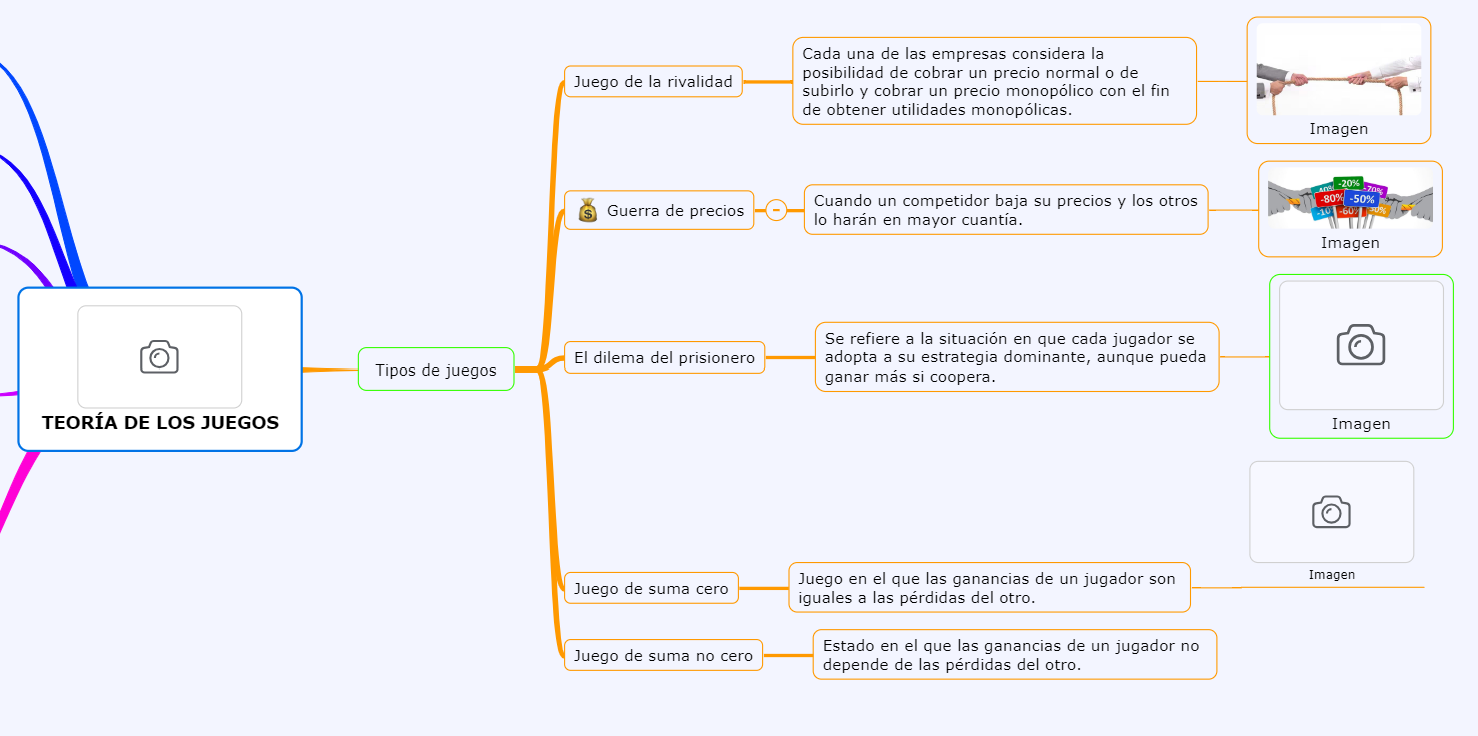 Juego de la rivalidad
Cada una de las empresas considera la
posibilidad de cobrar un precio normal o de
subirlo y cobrar un precio monopólico con el fin
de obtener utilidades monopólicas.
Imagen
Guerra de precios
Cuando un competidor baja su precios y los otros
lo harán en mayor cuantía.
-20%
-80%
-50%
Imagen
TEORÍA DE LOS JUEGOS
Tipos de juegos
El dilema del prisionero
Se refiere a la situación en que cada jugador se
adopta a su estrategia dominante, aunque pueda
ganar más si coopera.
Imagen
Imagen
Juego de suma cero
Juego en el que las ganancias de un jugador son
iguales a las pérdidas del otro.
Juego de suma no cero
Estado en el que las ganancias de un jugador no
depende de las pérdidas del otro.